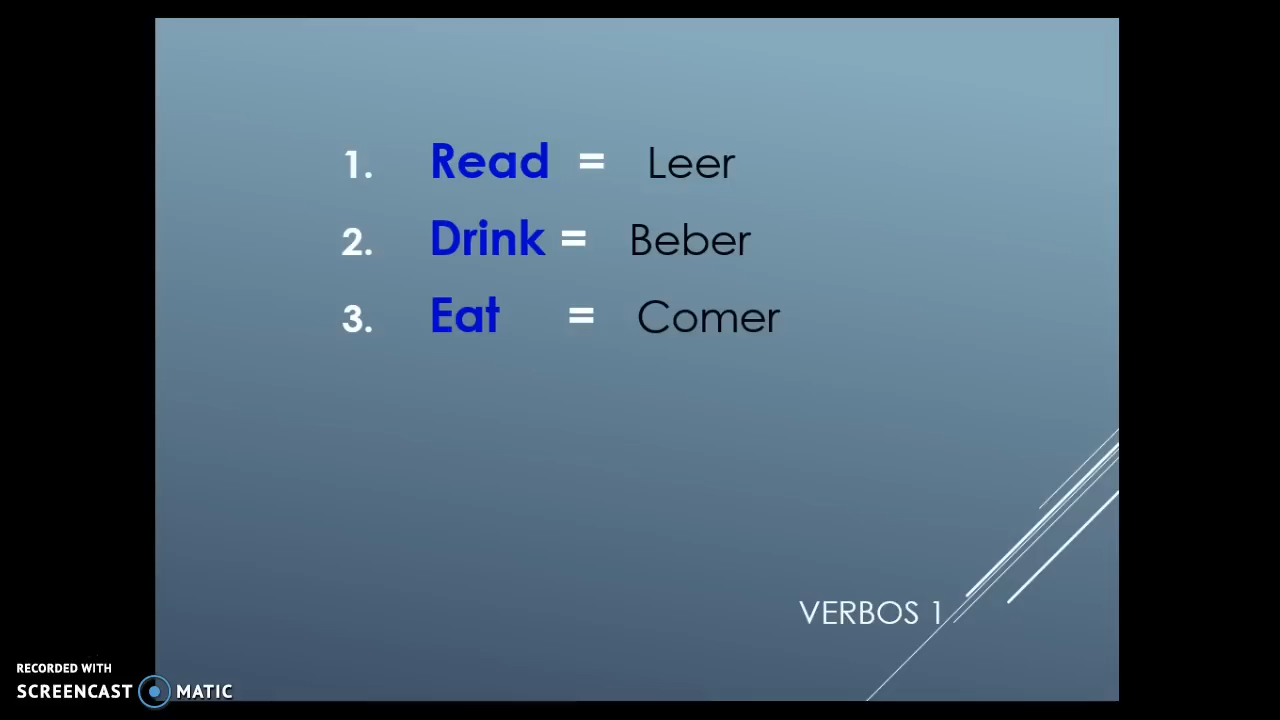 1. Read = Leer
2. Drink = Beber
3. Eat = Comer
VERBOS 1
RECORDED WITH
SCREENCAST MATIC